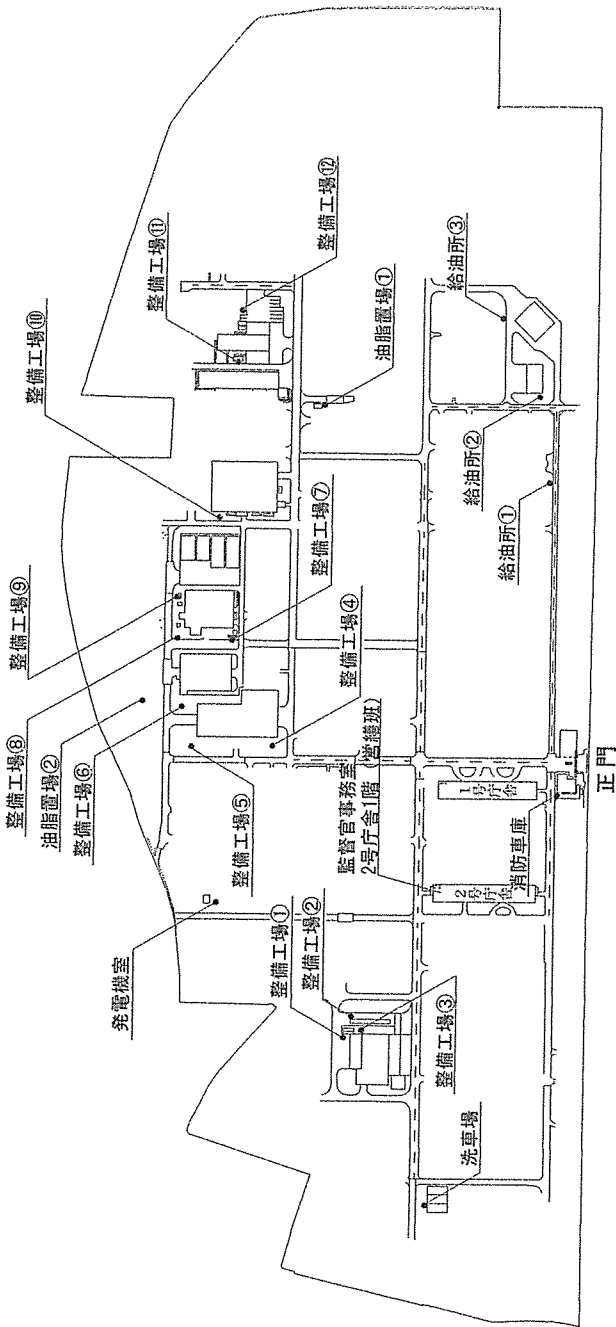 整備工場⑩
整備工場⑪
整備工場⑫
油脂置場①
給油所③
給油所②
給油所①
整備工場⑦
整備工場④
整備工場⑨
整備工場⑧
油脂置場②
整備工場⑥
整備工場⑤
発電機室
整備工場①
整備工場②
整備工場③
監督官事務室
2号庁舎1階(営繕班)
1号庁舎
2号庁舎
消防車庫
正門
洗車場